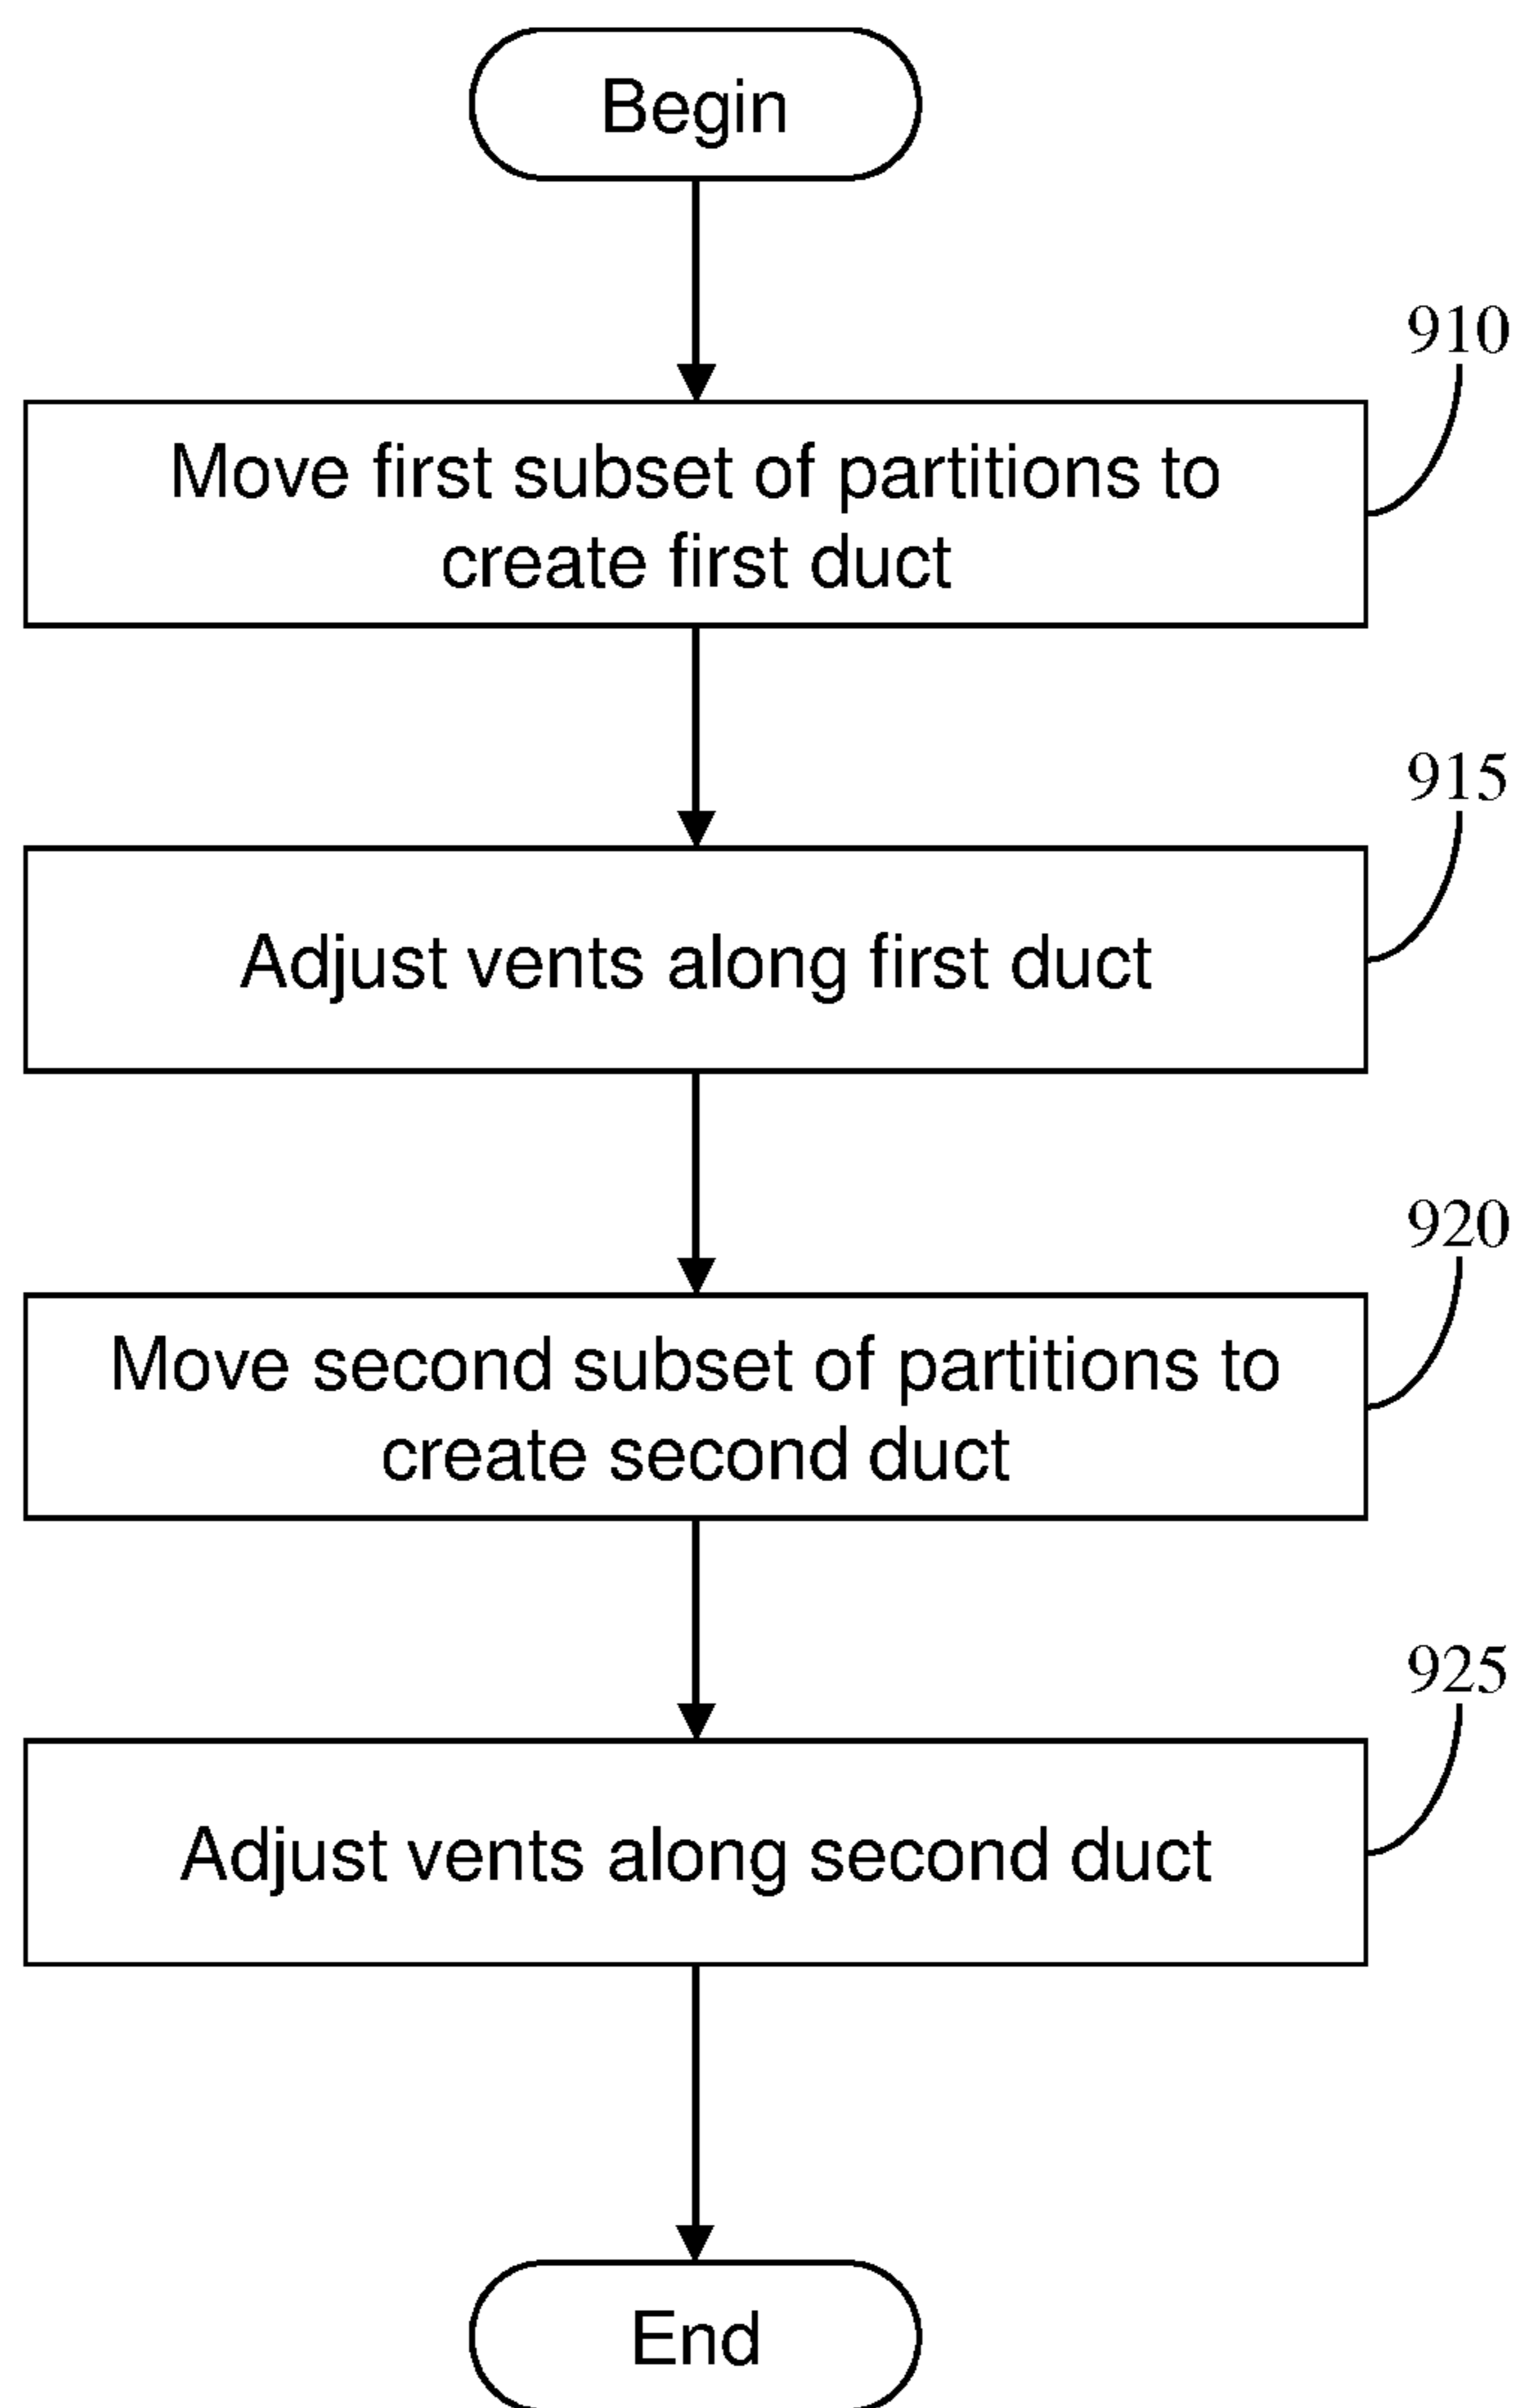 Begin
910
Move first subset of partitions to
create first duct
915
Adjust vents along first duct
920
Move second subset of partitions to
create second duct
925
Adjust vents along second duct
End